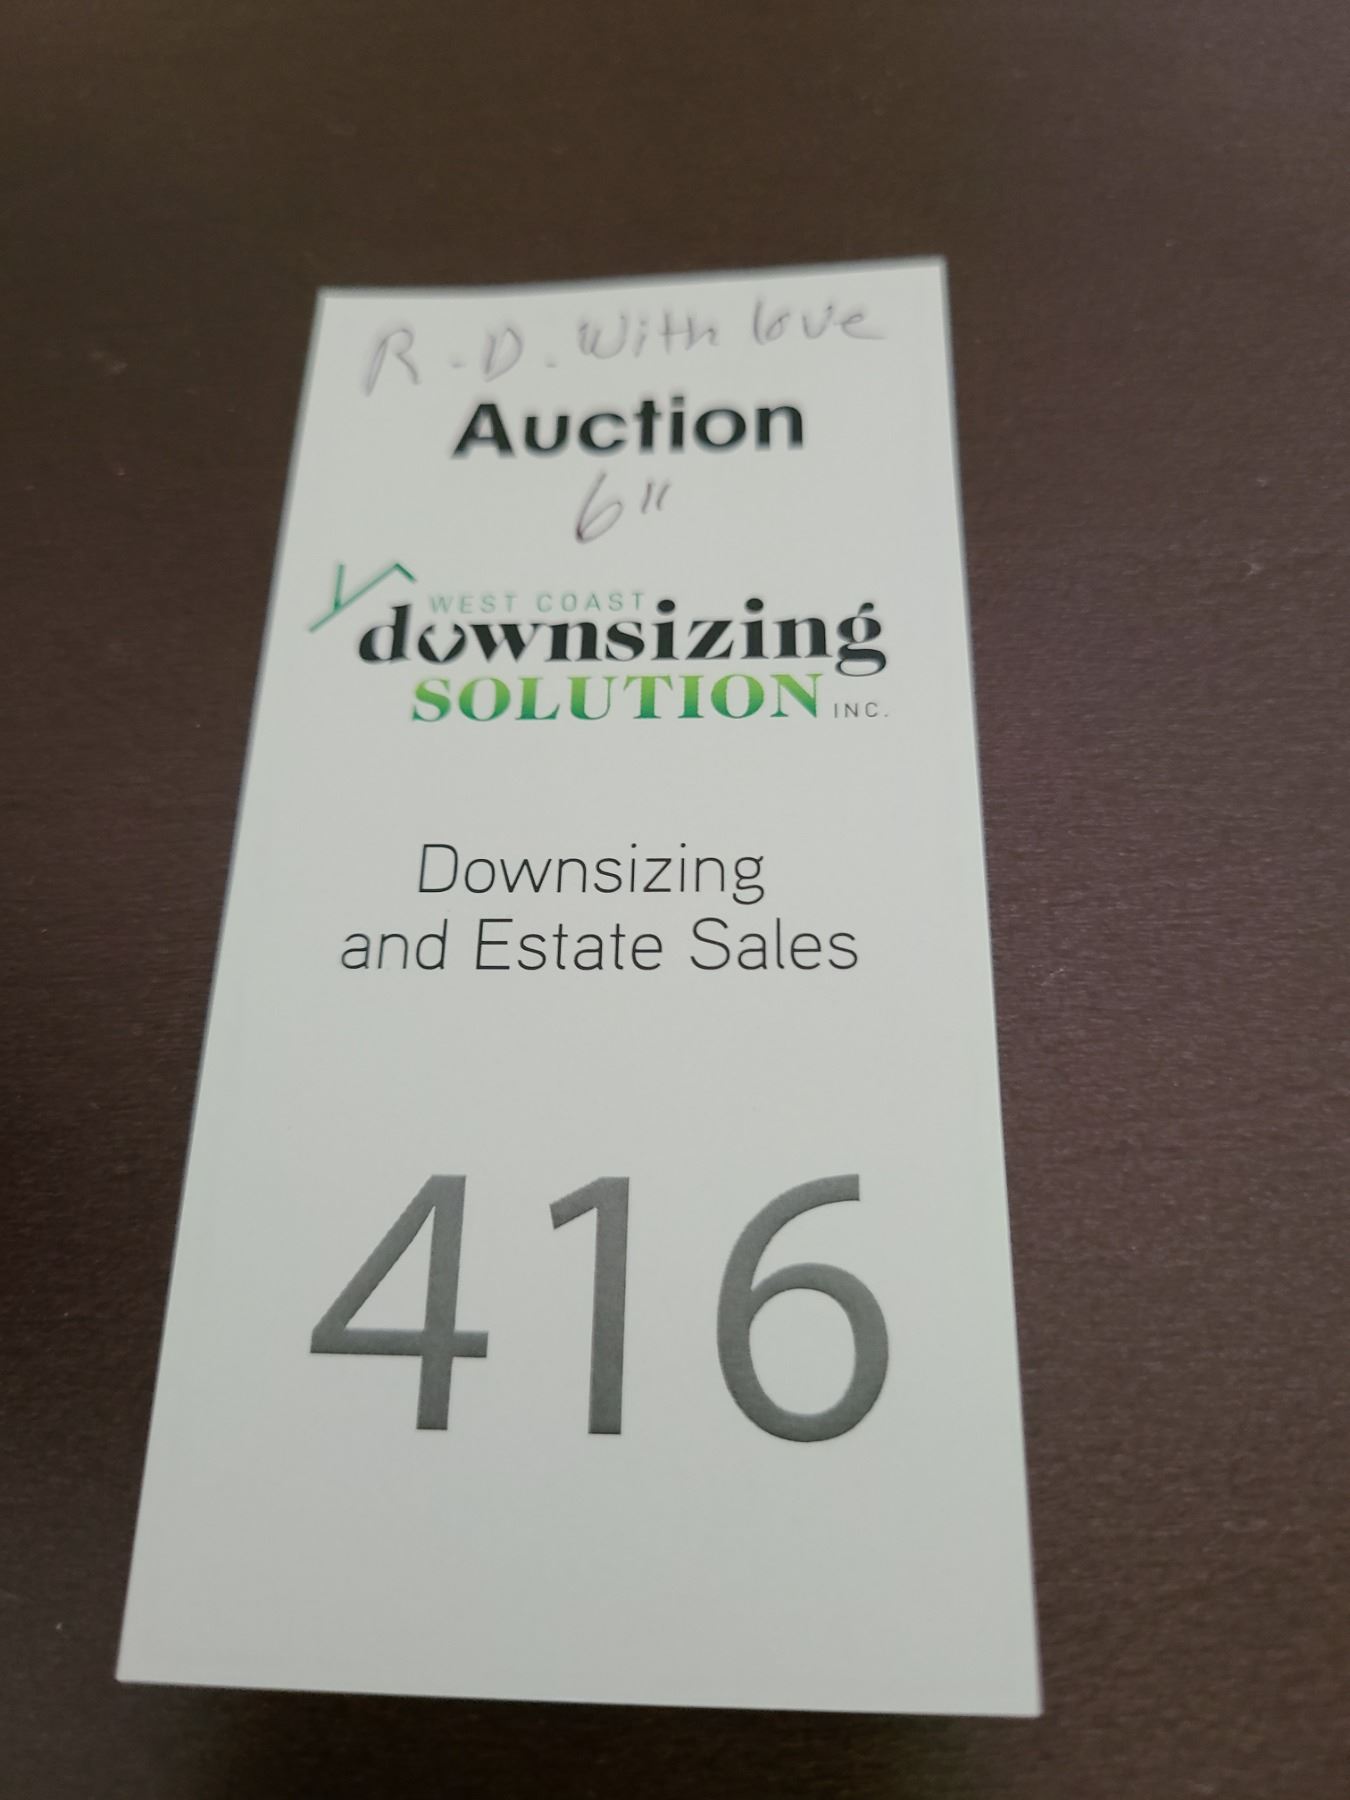 R.D. With love
Auction
6"
WEST COAST
downsizing
SOLUTION INC.
Downsizing
and Estate Sales
416